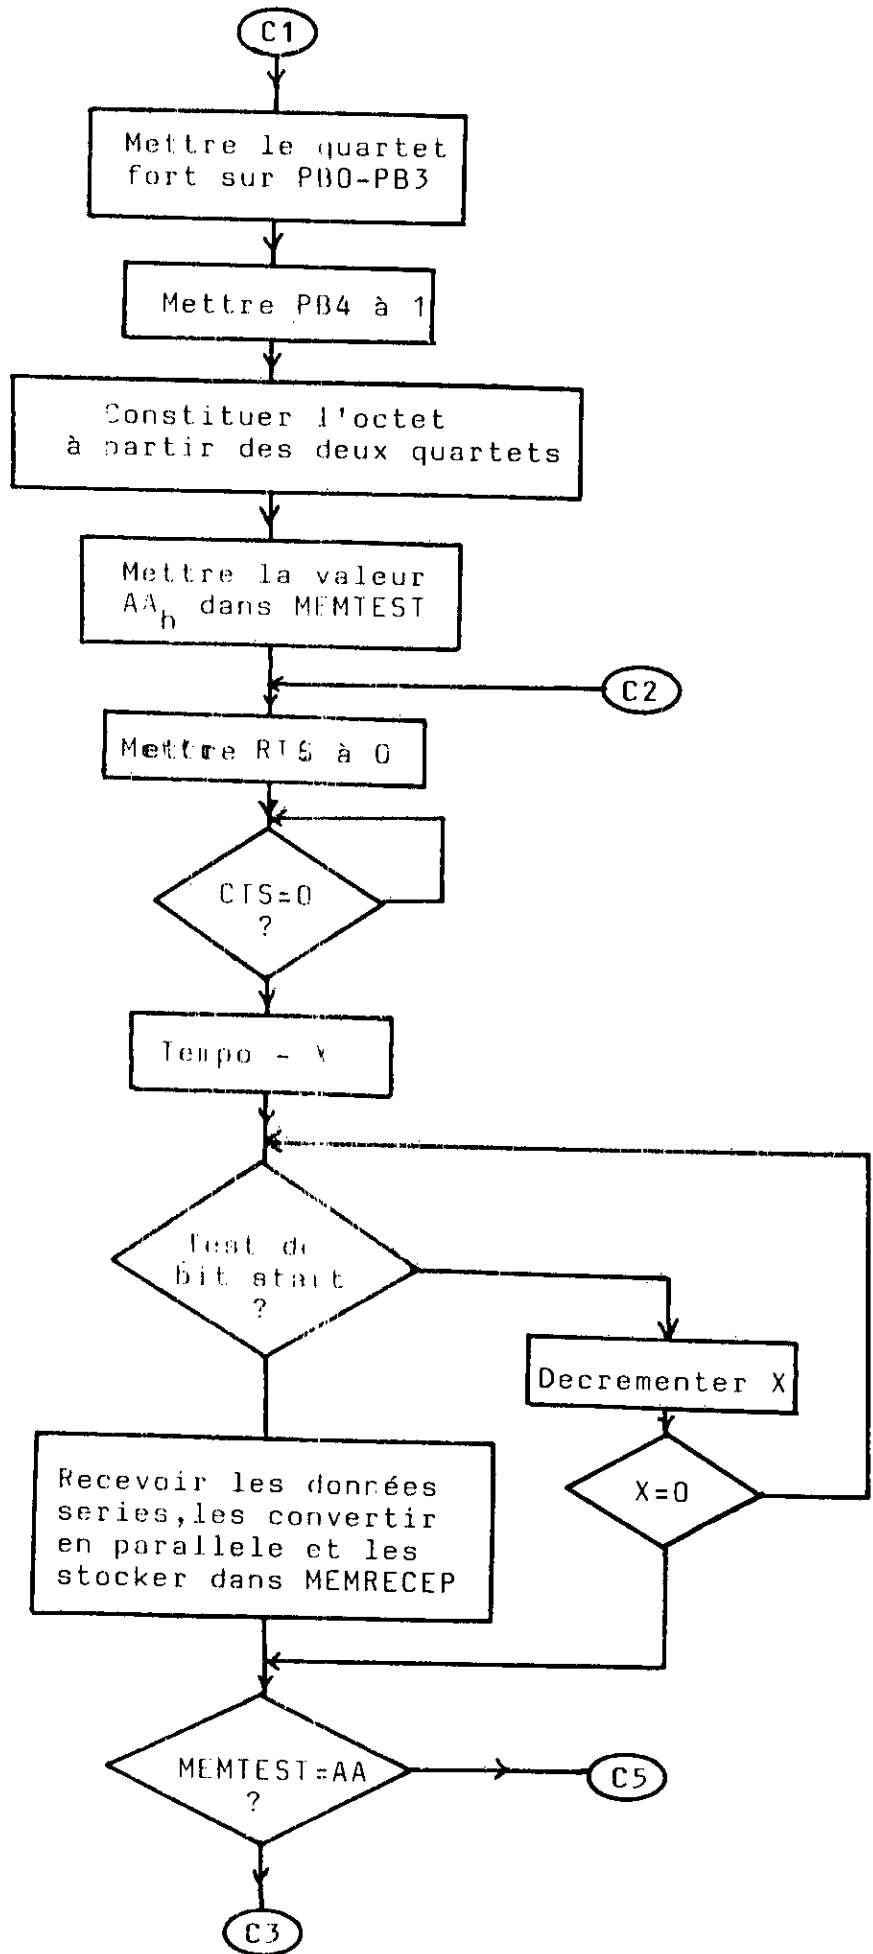 C1
Mettre le quartet
fort sur PB0-PB3
Mettre PB4 à 1
Constituer l'octet
à partir des deux quartets
Mettre la valeur
AAh dans MEMTEST
C2
Mettre RTS à 0
CTS=0
?
Tempo - X
Test de
bit start
?
Decrementer X
X=0
Recevoir les données
series,les convertir
en parallele et les
stocker dans MEMRECEP
MEMTEST=AA
?
C5
C3